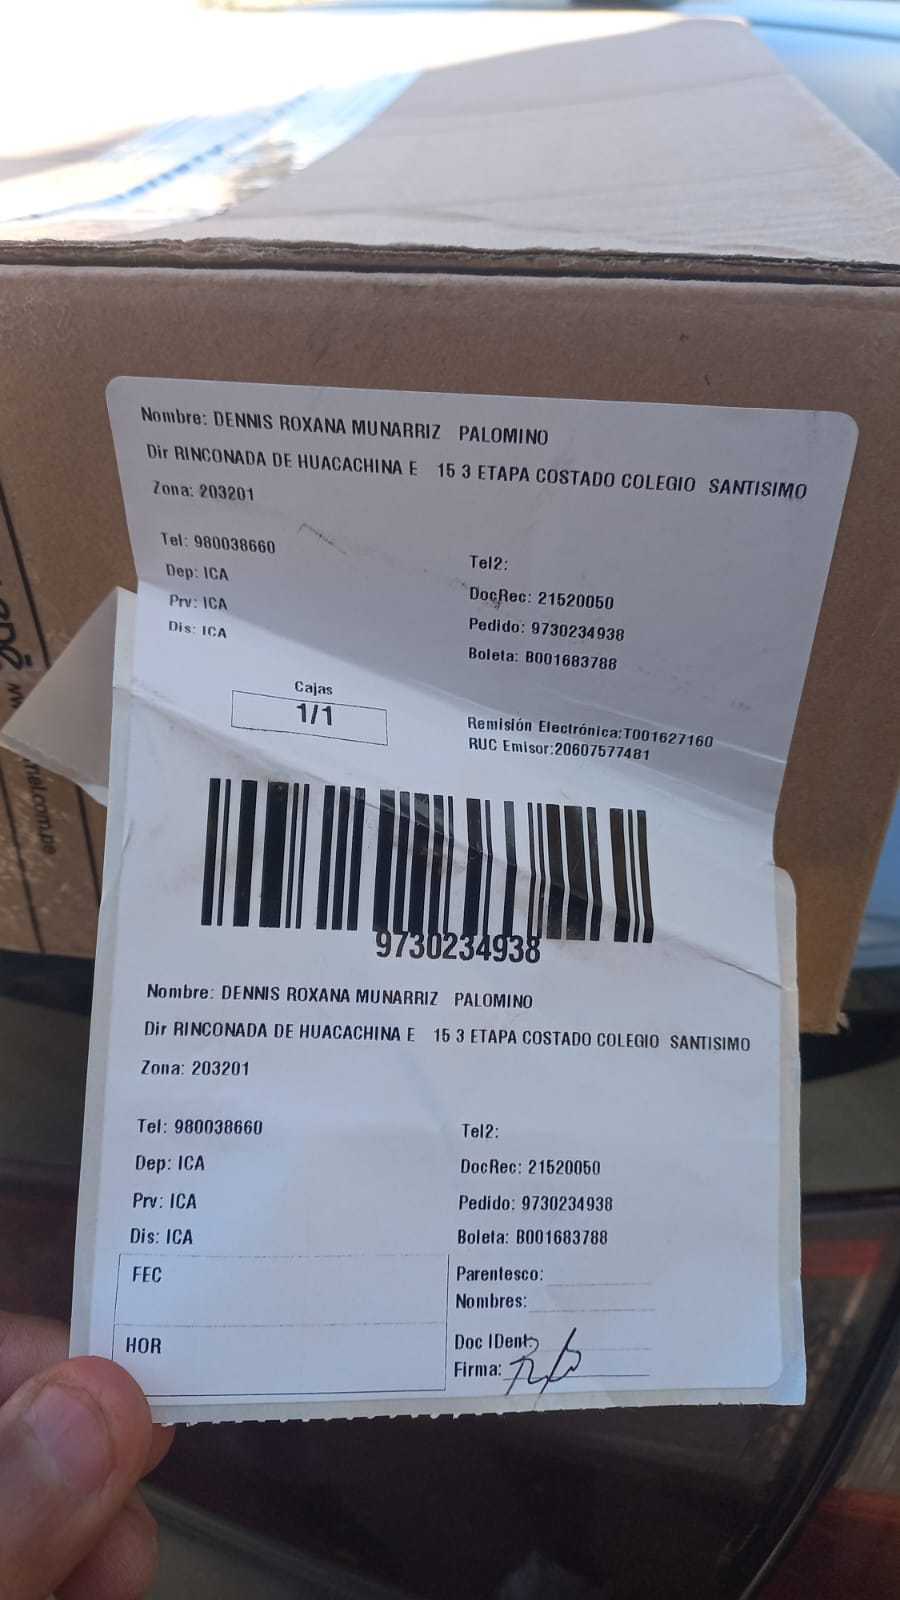 Nombre: DENNIS ROXANA MUNARRIZ PALOMINO
Dir RINCONADA DE HUACACHINA E 15 3 ETAPA COSTADO COLEGIO SANTISIMO
Zona: 203201
Tel: 980038660
Tel2:
Dep: ICA
DocRec: 21520050
Prv: ICA
Pedido: 9730234938
Dis: ICA
Boleta: B001683788
Cajas
1/1
Remisión Electrónica:T001627160
RUC Emisor:20607577481
9730234938
Nombre: DENNIS ROXANA MUNARRIZ PALOMINO
Dir RINCONADA DE HUACACHINA E 15 3 ETAPA COSTADO COLEGIO SANTISIMO
Zona: 203201
Tel: 980038660
Tel2:
Dep: ICA
DocRec: 21520050
Prv: ICA
Pedido: 9730234938
Dis: ICA
Boleta: B001683788
FEC
Parentesco:
Nombres:
HOR
Doc IDent:
Firma: